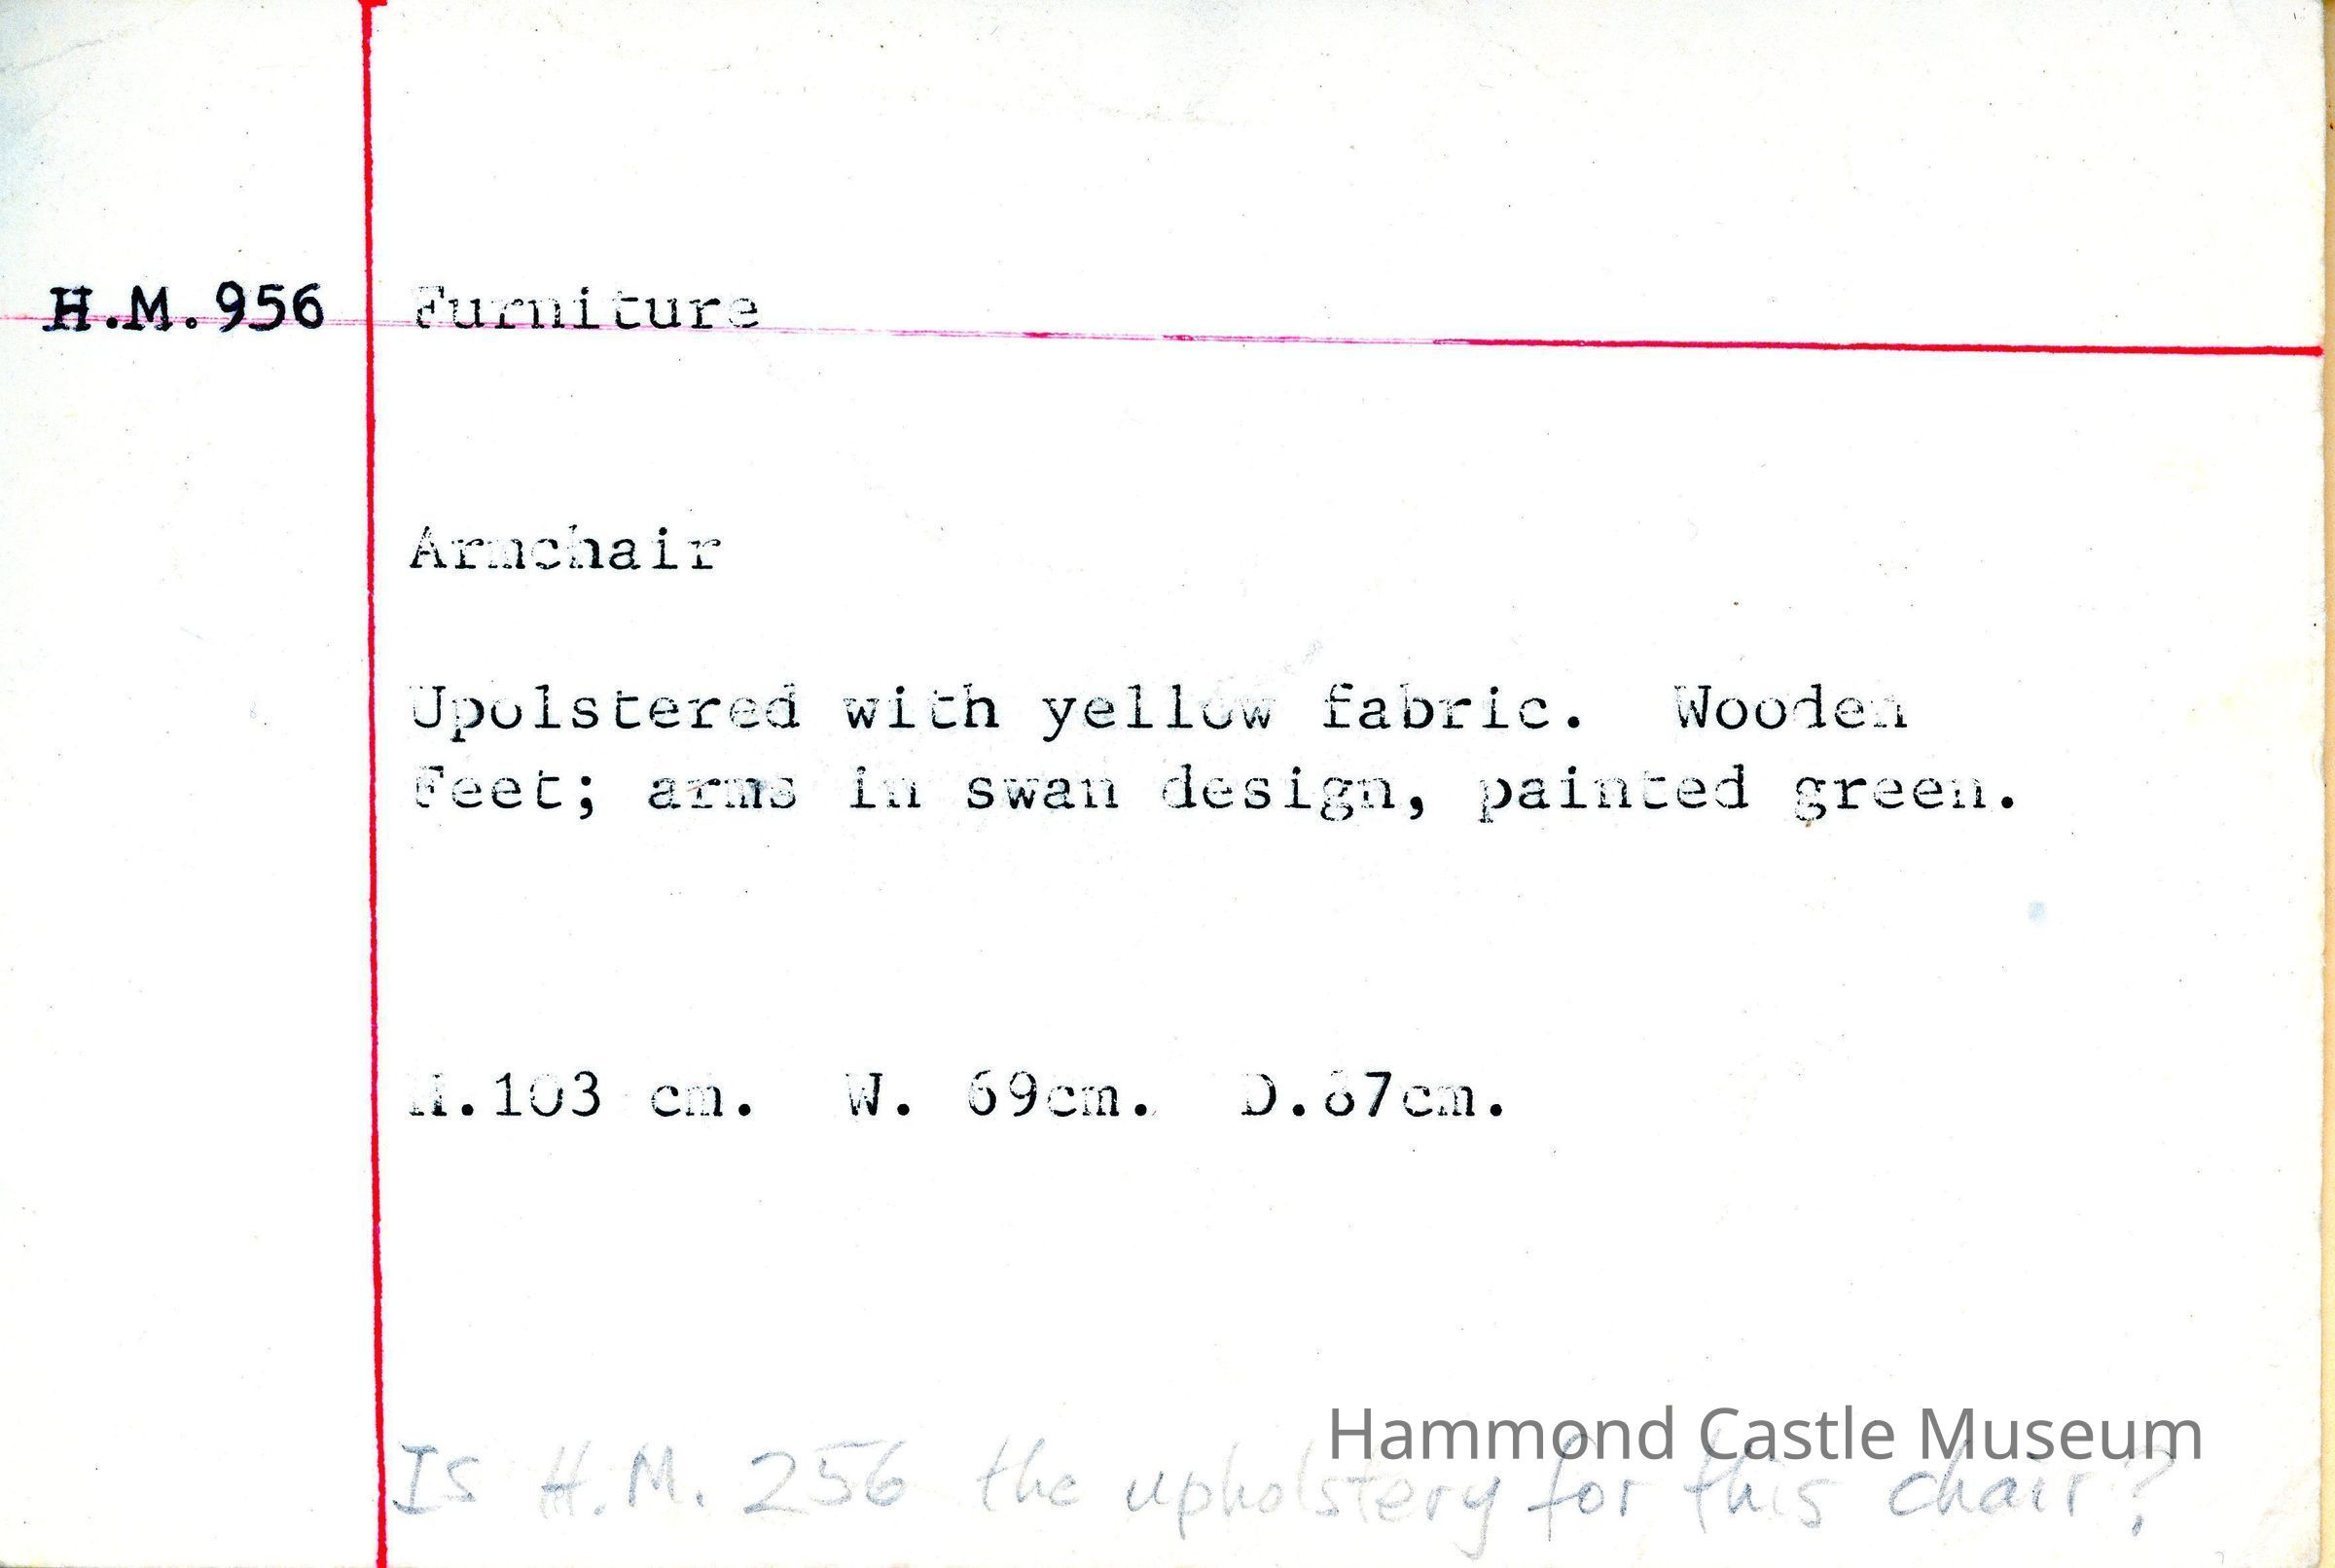 H.M.956 Furniture
Armchair
Upolstered with yellow fabric. Wooden
Feet; arms in swan design, painted green.
H.103 cm. W. 69cm. D.87cm.
Hammond Castle Museum
Is H.M. 256 the upholstery for this chair?